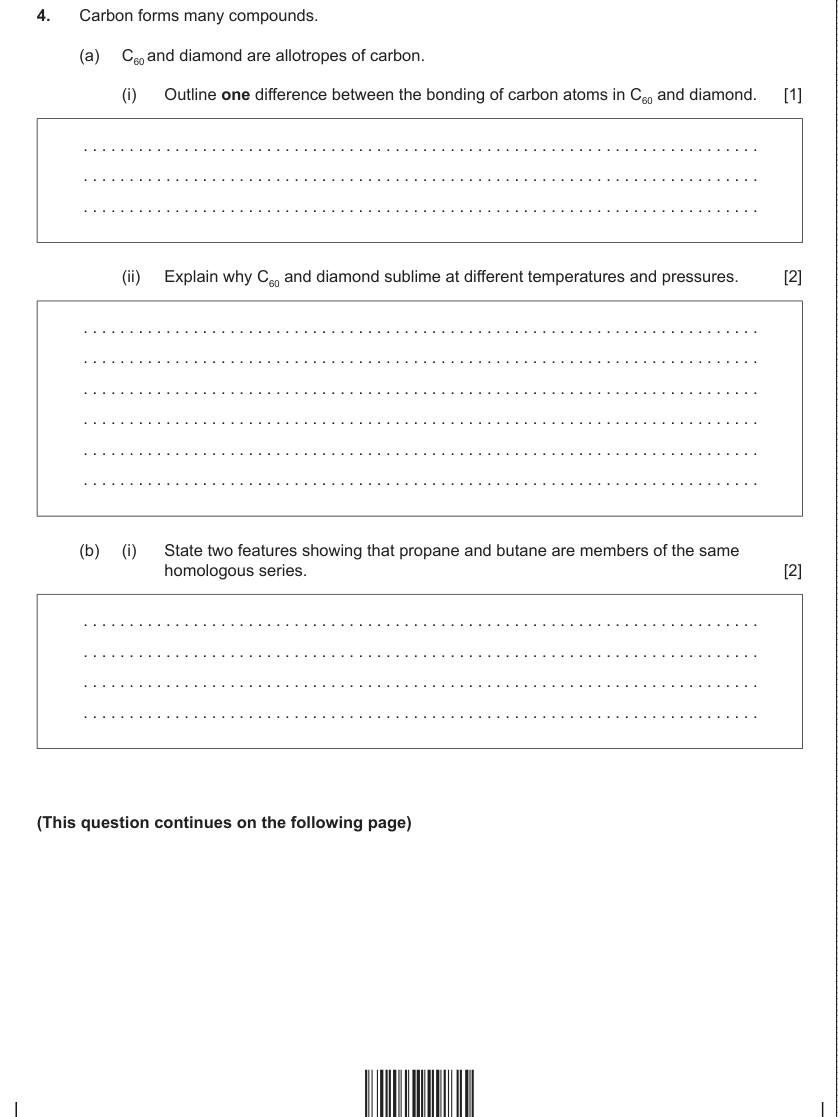 4. Carbon forms many compounds.
(a) C₆₀ and diamond are allotropes of carbon.
(i) Outline one difference between the bonding of carbon atoms in C₆₀ and diamond. [1]
(ii) Explain why C₆₀ and diamond sublime at different temperatures and pressures. [2]
(b) (i) State two features showing that propane and butane are members of the same
homologous series. [2]
(This question continues on the following page)